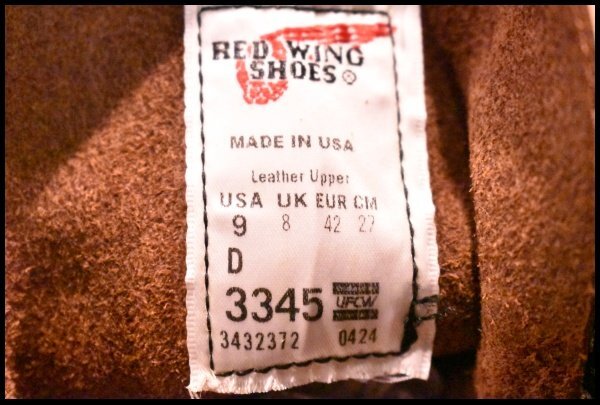 RED WING
SHOES
MADE IN USA
Leather Upper
USA UK EUR CM
9 8 42 27
D
3345 UFCW
3432372 0424